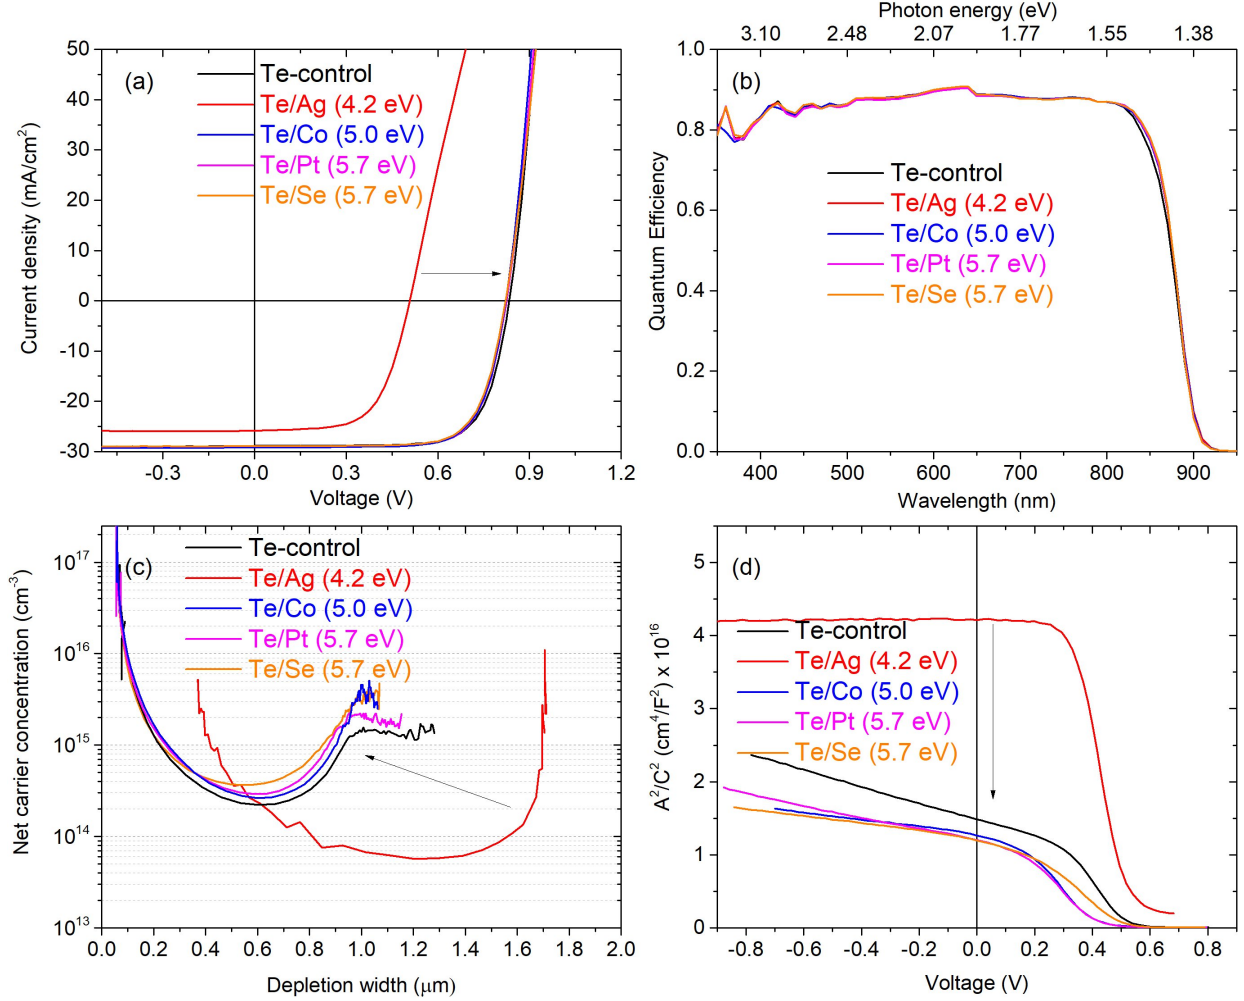 (a)
Te-control
Te/Ag (4.2 eV)
Te/Co (5.0 eV)
Te/Pt (5.7 eV)
Te/Se (5.7 eV)
50
40
30
20
10
0
-10
-20
-30
Current density (mA/cm²)
-0.3
0.0
0.3
0.6
0.9
1.2
Voltage (V)
Photon energy (eV)
3.10
2.48
2.07
1.77
1.55
1.38
(b)
1.0
0.8
0.6
0.4
0.2
0.0
Quantum Efficiency
Te-control
Te/Ag (4.2 eV)
Te/Co (5.0 eV)
Te/Pt (5.7 eV)
Te/Se (5.7 eV)
400
500
600
700
800
900
Wavelength (nm)
(c)
Te-control
Te/Ag (4.2 eV)
Te/Co (5.0 eV)
Te/Pt (5.7 eV)
Te/Se (5.7 eV)
10¹⁷
10¹⁶
10¹⁵
10¹⁴
10¹³
Net carrier concentration (cm⁻³)
0.0
0.2
0.4
0.6
0.8
1.0
1.2
1.4
1.6
1.8
2.0
Depletion width (μm)
(d)
Te-control
Te/Ag (4.2 eV)
Te/Co (5.0 eV)
Te/Pt (5.7 eV)
Te/Se (5.7 eV)
5
4
3
2
1
0
A²/C² (cm⁴/F²) x 10¹⁶
-0.8
-0.6
-0.4
-0.2
0.0
0.2
0.4
0.6
0.8
Voltage (V)